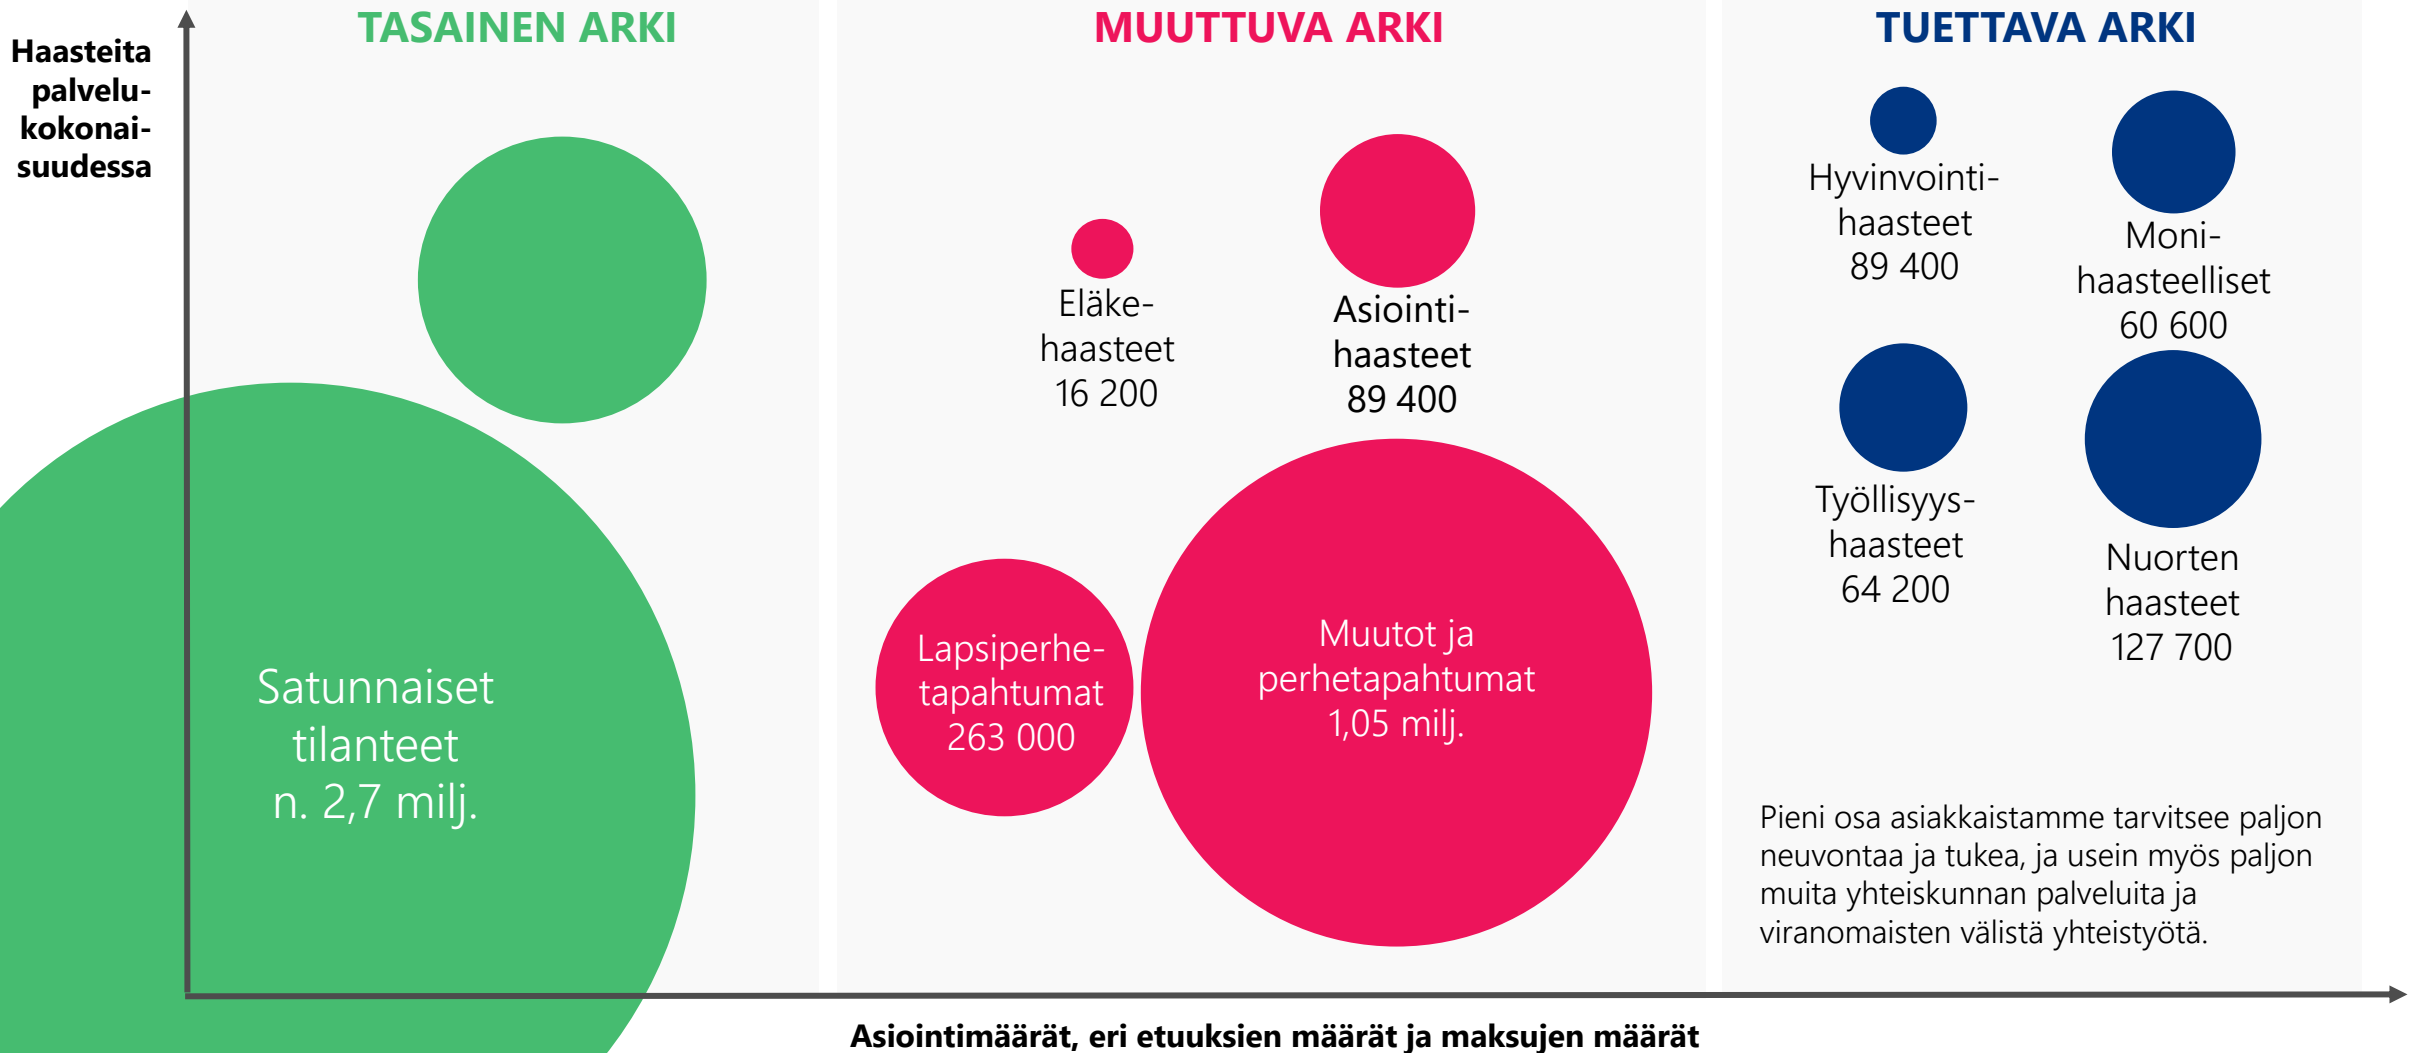 Haasteita
palvelu-
kokonai-
suudessa
TASAINEN ARKI
Satunnaiset
tilanteet
n. 2,7 milj.
MUUTTUVA ARKI
Eläke-
haasteet
16 200
Asiointi-
haasteet
89 400
Lapsiperhe-
tapahtumat
263 000
Muutot ja
perhetapahtumat
1,05 milj.
TUETTAVA ARKI
Hyvinvointi-
haasteet
89 400
Moni-
haasteelliset
60 600
Työllisyys-
haasteet
64 200
Nuorten
haasteet
127 700
Pieni osa asiakkaistamme tarvitsee paljon
neuvontaa ja tukea, ja usein myös paljon
muita yhteiskunnan palveluita ja
viranomaisten välistä yhteistyötä.
Asiointimäärät, eri etuuksien määrät ja maksujen määrät